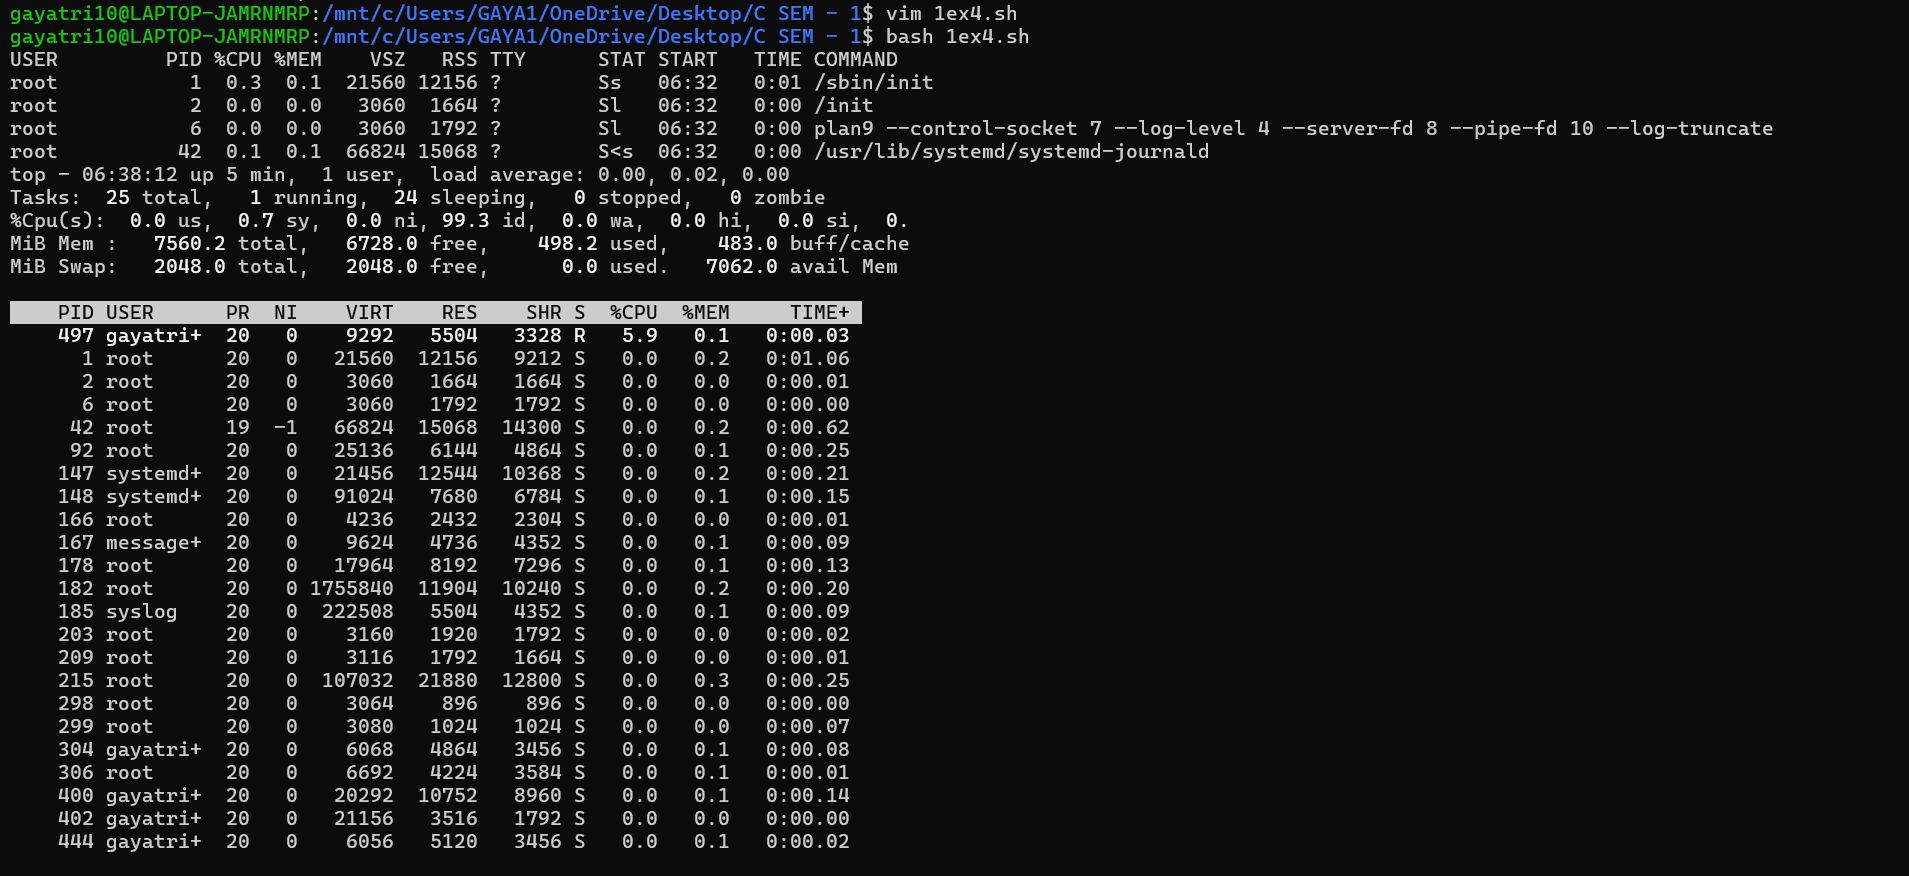 gayatri10@LAPTOP-JAMRNMRP:/mnt/c/Users/GAYA1/OneDrive/Desktop/C SEM - 1$ vim 1ex4.sh
gayatri10@LAPTOP-JAMRNMRP:/mnt/c/Users/GAYA1/OneDrive/Desktop/C SEM - 1$ bash 1ex4.sh
USER         PID %CPU %MEM    VSZ   RSS TTY      STAT START   TIME COMMAND
root           1  0.3  0.1  21560 12156 ?        Ss   06:32   0:01 /sbin/init
root           2  0.0  0.0   3060  1664 ?        Sl   06:32   0:00 /init
root           6  0.0  0.0   3060  1792 ?        Sl   06:32   0:00 plan9 --control-socket 7 --log-level 4 --server-fd 8 --pipe-fd 10 --log-truncate
root          42  0.1  0.1  66824 15068 ?        S<s  06:32   0:00 /usr/lib/systemd/systemd-journald
top - 06:38:12 up 5 min,  1 user,  load average: 0.00, 0.02, 0.00
Tasks:  25 total,   1 running,  24 sleeping,   0 stopped,   0 zombie
%Cpu(s):  0.0 us,  0.7 sy,  0.0 ni, 99.3 id,  0.0 wa,  0.0 hi,  0.0 si,  0.
MiB Mem :   7560.2 total,   6728.0 free,    498.2 used,    483.0 buff/cache
MiB Swap:   2048.0 total,   2048.0 free,      0.0 used.   7062.0 avail Mem
    PID USER      PR  NI    VIRT    RES    SHR S  %CPU  %MEM     TIME+
    497 gayatri+  20   0    9292   5504   3328 R   5.9   0.1   0:00.03
      1 root      20   0   21560  12156   9212 S   0.0   0.2   0:01.06
      2 root      20   0    3060   1664   1664 S   0.0   0.0   0:00.01
      6 root      20   0    3060   1792   1792 S   0.0   0.0   0:00.00
     42 root      19  -1   66824  15068  14300 S   0.0   0.2   0:00.62
     92 root      20   0   25136   6144   4864 S   0.0   0.1   0:00.25
    147 systemd+  20   0   21456  12544  10368 S   0.0   0.2   0:00.21
    148 systemd+  20   0   91024   7680   6784 S   0.0   0.1   0:00.15
    166 root      20   0    4236   2432   2304 S   0.0   0.0   0:00.01
    167 message+  20   0    9624   4736   4352 S   0.0   0.1   0:00.09
    178 root      20   0   17964   8192   7296 S   0.0   0.1   0:00.13
    182 root      20   0 1755840  11904  10240 S   0.0   0.2   0:00.20
    185 syslog    20   0  222508   5504   4352 S   0.0   0.1   0:00.09
    203 root      20   0    3160   1920   1792 S   0.0   0.0   0:00.02
    209 root      20   0    3116   1792   1664 S   0.0   0.0   0:00.01
    215 root      20   0  107032  21880  12800 S   0.0   0.3   0:00.25
    298 root      20   0    3064    896    896 S   0.0   0.0   0:00.00
    299 root      20   0    3080   1024   1024 S   0.0   0.0   0:00.07
    304 gayatri+  20   0    6068   4864   3456 S   0.0   0.1   0:00.08
    306 root      20   0    6692   4224   3584 S   0.0   0.1   0:00.01
    400 gayatri+  20   0   20292  10752   8960 S   0.0   0.1   0:00.14
    402 gayatri+  20   0   21156   3516   1792 S   0.0   0.0   0:00.00
    444 gayatri+  20   0    6056   5120   3456 S   0.0   0.1   0:00.02